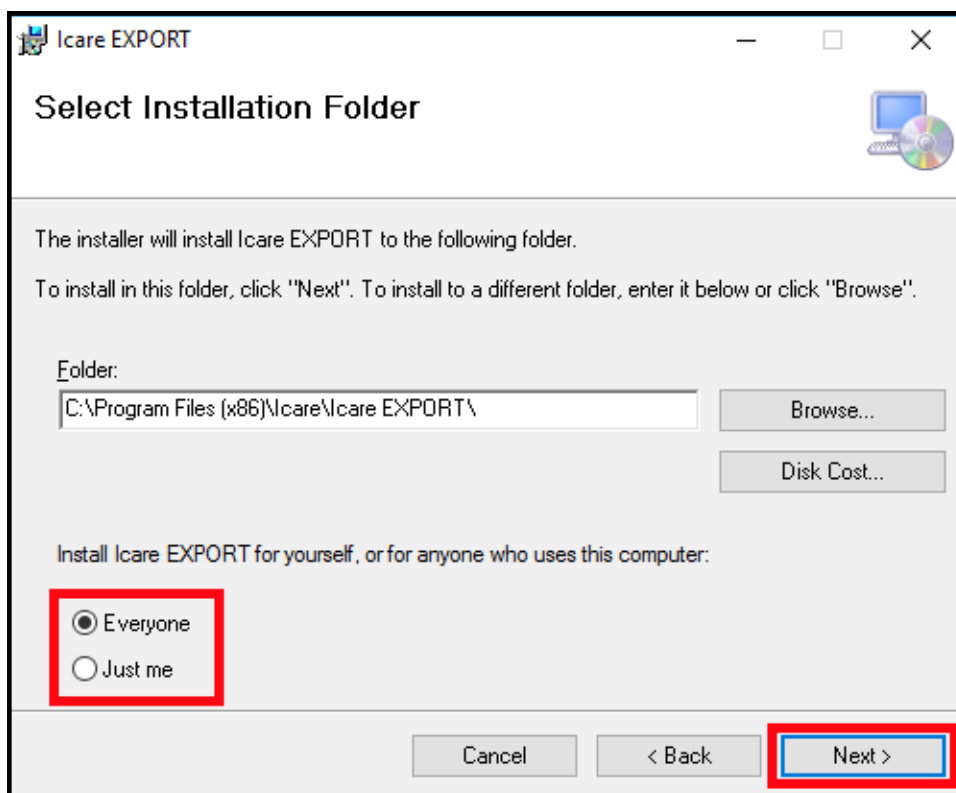 Icare EXPORT
Select Installation Folder
The installer will install Icare EXPORT to the following folder.
To install in this folder, click "Next". To install to a different folder, enter it below or click "Browse".
Folder:
C:\Program Files (x86)\Icare\Icare EXPORT\
Browse...
Disk Cost...
Install Icare EXPORT for yourself, or for anyone who uses this computer:
Everyone
Just me
Cancel
< Back
Next >